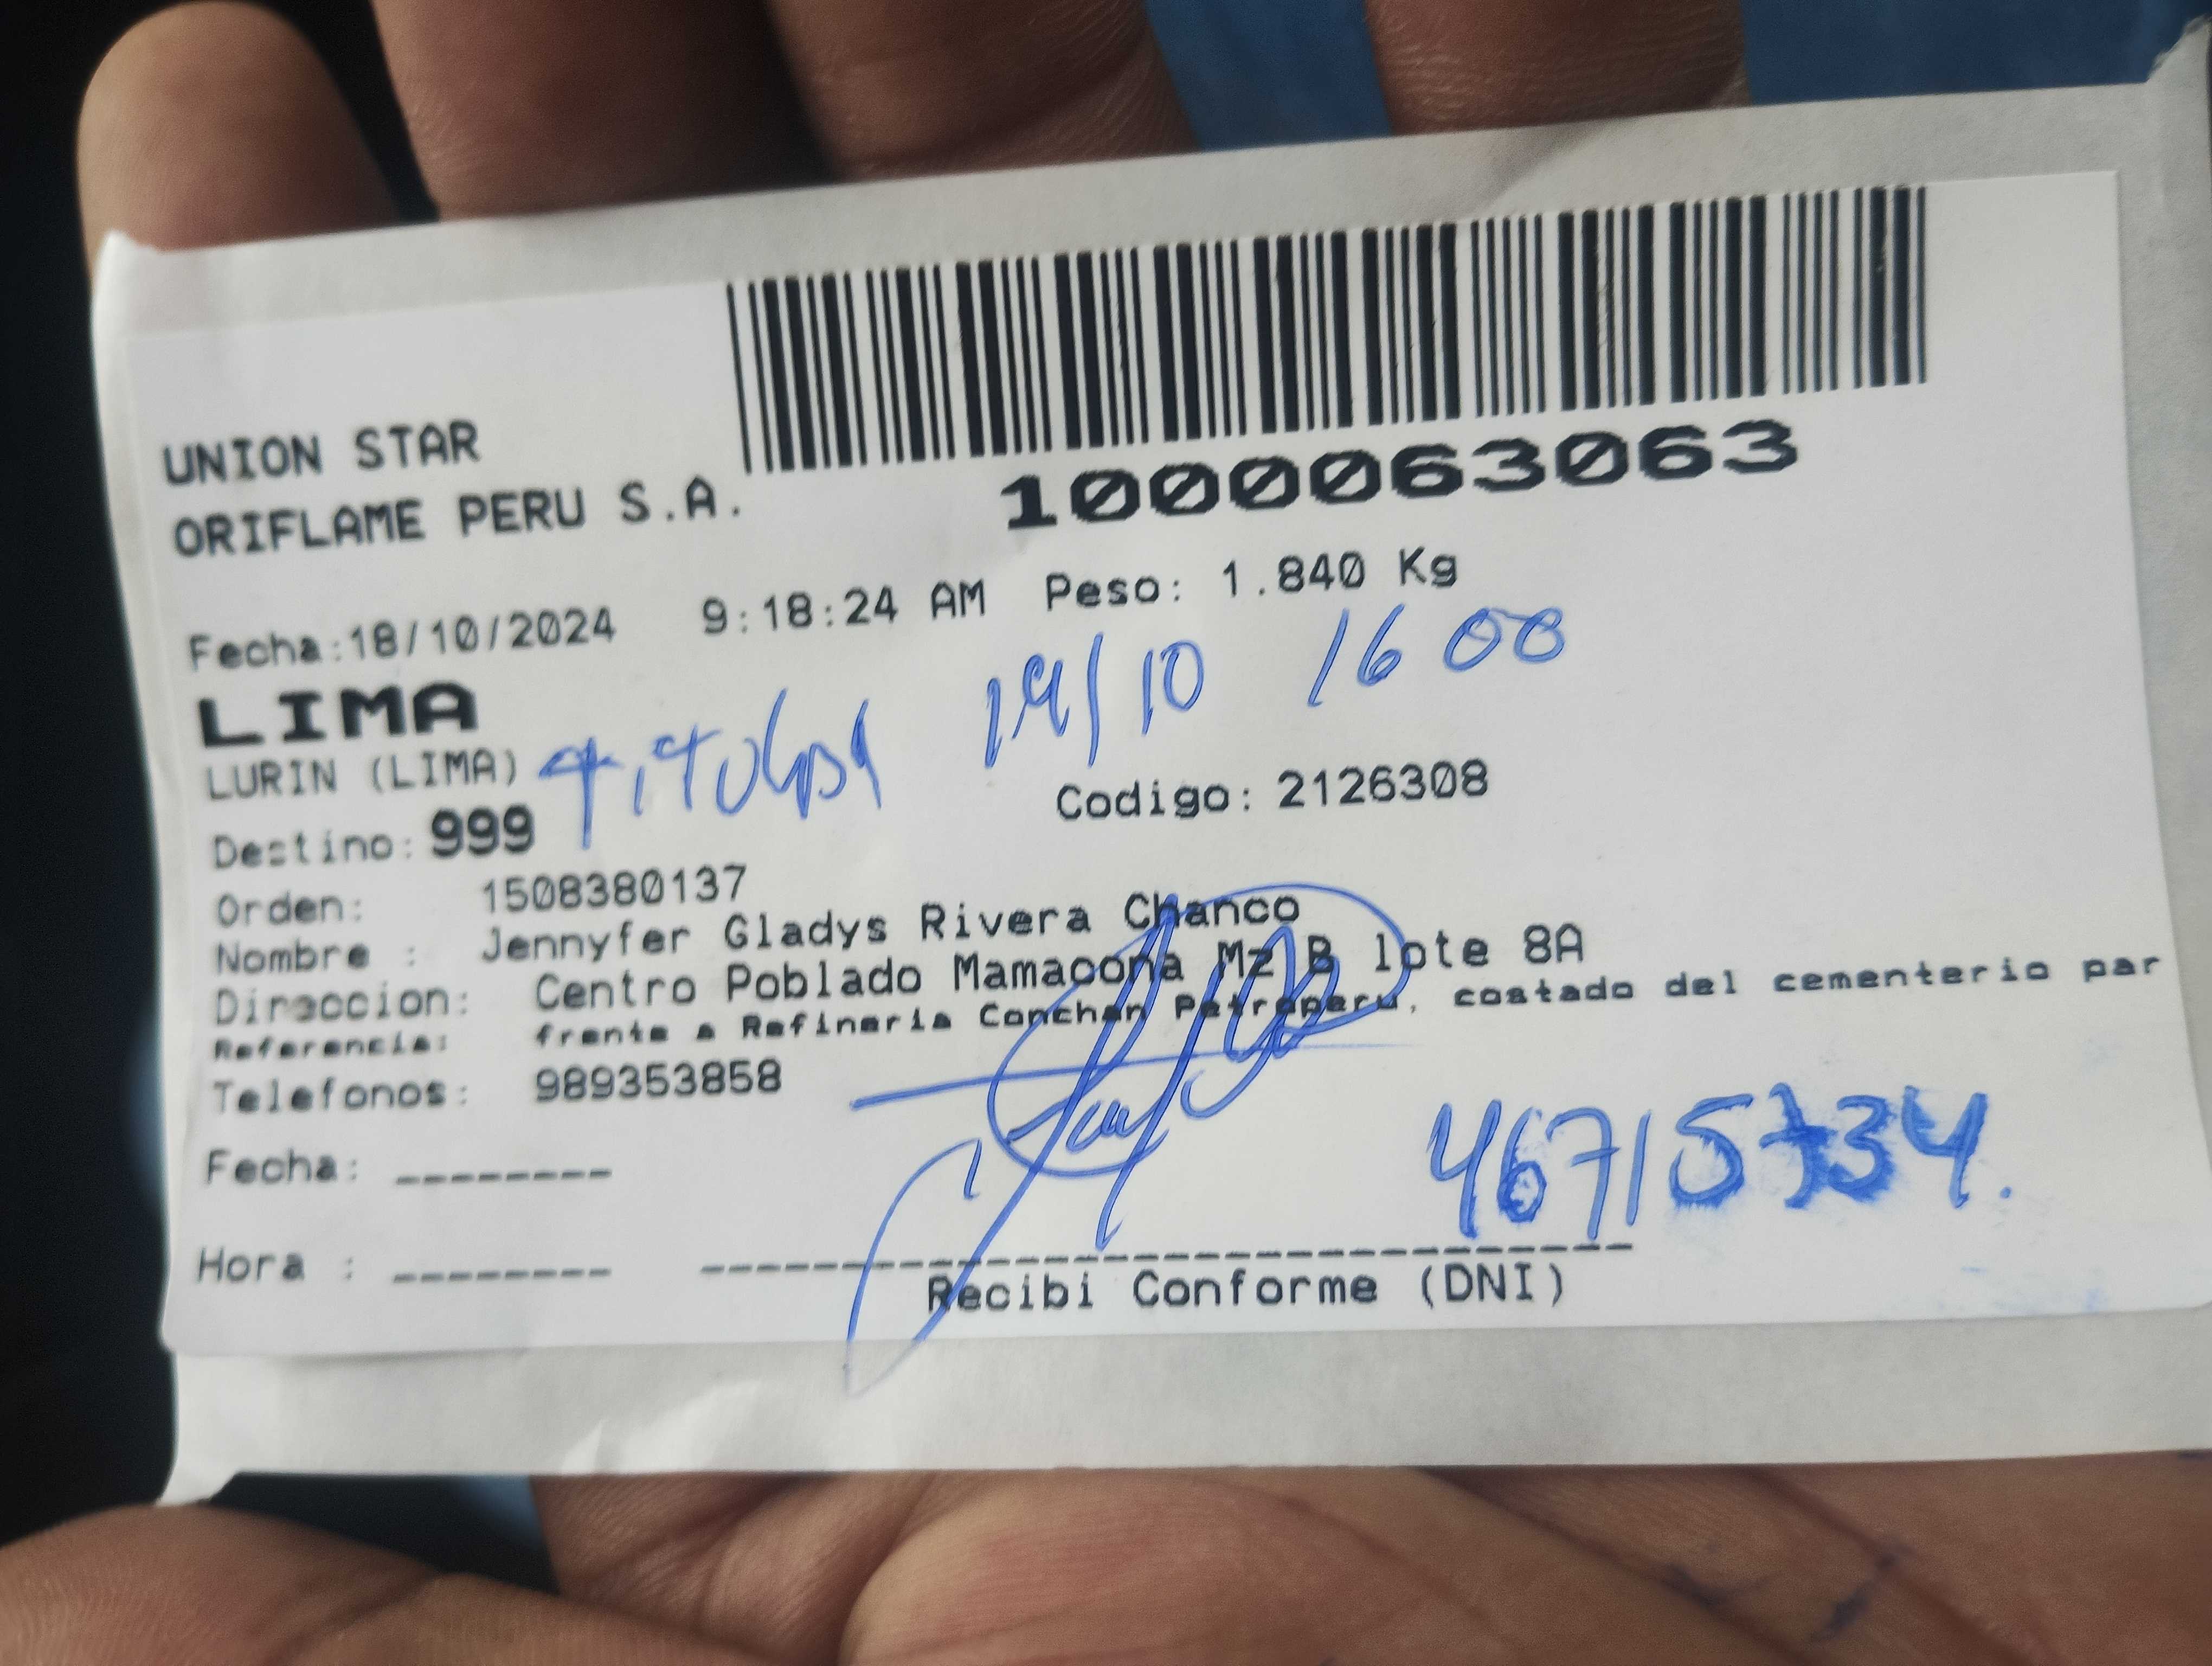 UNION STAR
ORIFLAME PERU S.A.
1000063063
Fecha:18/10/2024 9:18:24 AM Peso: 1.840 Kg
LIMA
19/10 16 00
LURIN (LIMA) titular
Destino: 999 Codigo: 2126308
Orden: 1508380137
Nombre : Jennyfer Gladys Rivera Chanco
Direccion: Centro Poblado Mamacona Mz B lote 8A
Referencia: frente a Refineria Conchan Petroperu, costado del cementerio par
Telefonos: 989353858
46715734.
Fecha: --------
Hora : --------
Recibi Conforme (DNI)